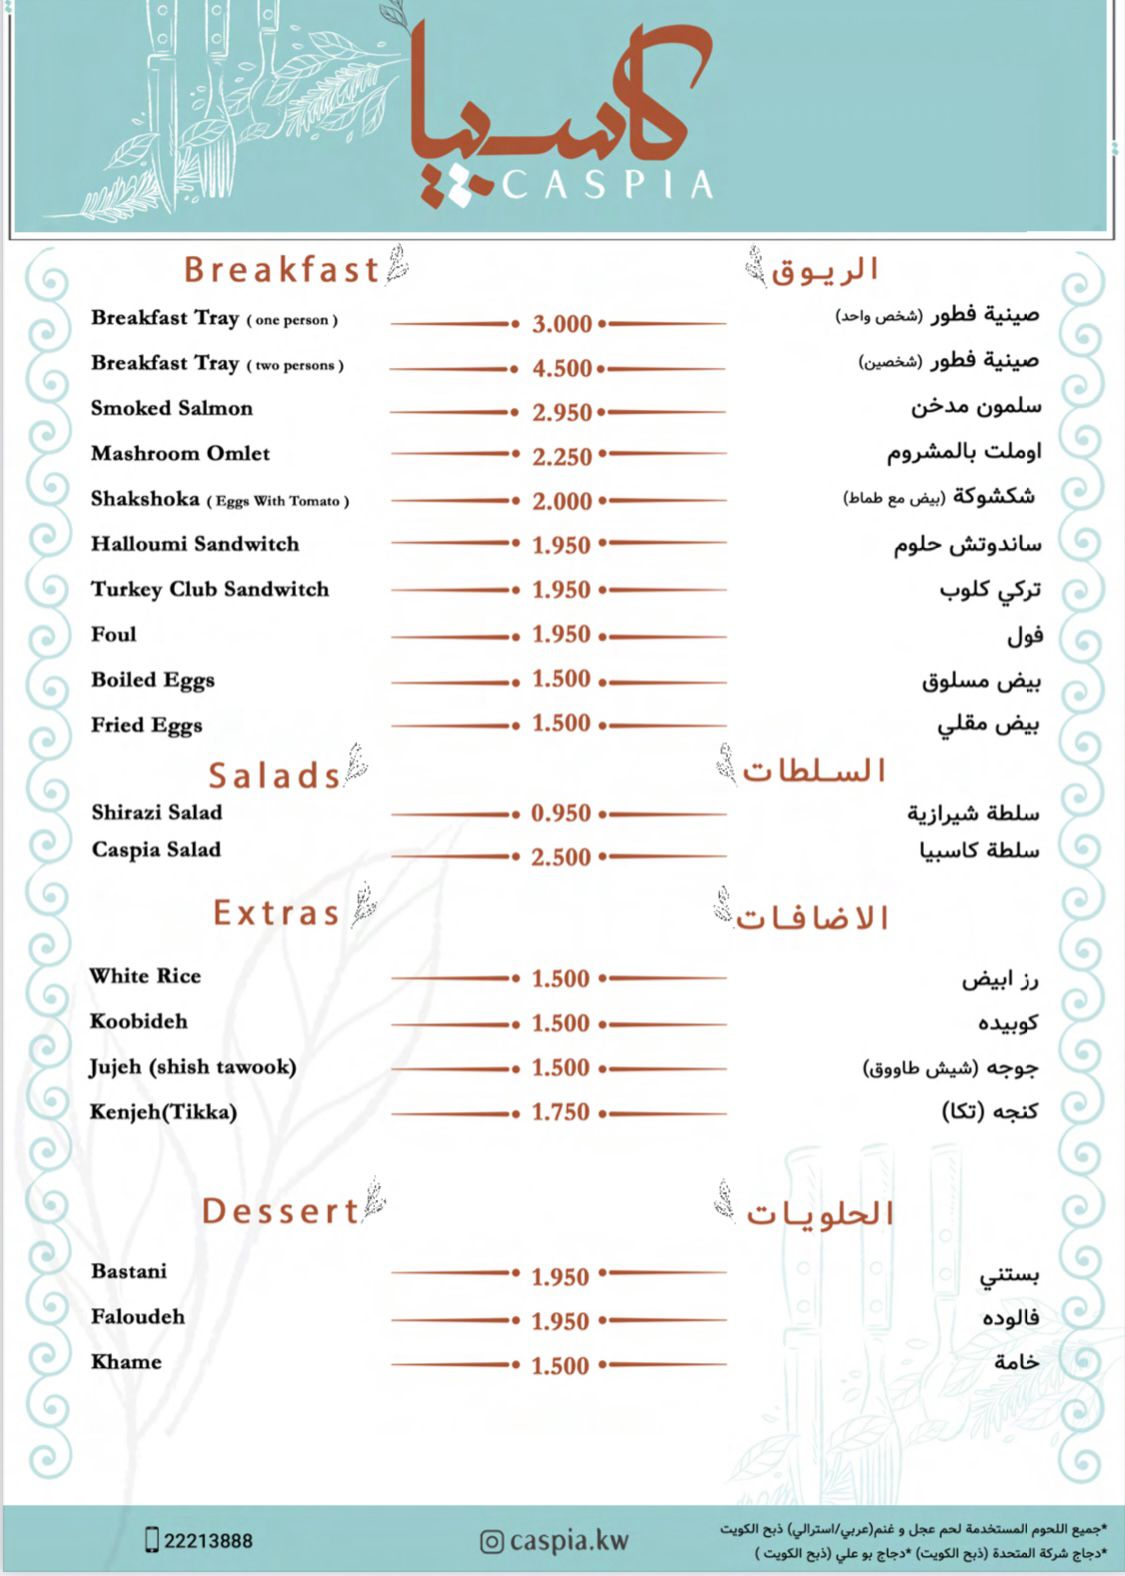 كاسبيا
CASPIA
Breakfast الريوق
Breakfast Tray ( one person ) 3.000 صينية فطور (شخص واحد)
Breakfast Tray ( two persons ) 4.500 صينية فطور (شخصين)
Smoked Salmon 2.950 سلمون مدخن
Mashroom Omlet 2.250 اوملت بالمشروم
Shakshoka ( Eggs With Tomato ) 2.000 شكشوكة (بيض مع طماط)
Halloumi Sandwitch 1.950 ساندوتش حلوم
Turkey Club Sandwitch 1.950 تركي كلوب
Foul 1.950 فول
Boiled Eggs 1.500 بيض مسلوق
Fried Eggs 1.500 بيض مقلي
Salads السلطات
Shirazi Salad 0.950 سلطة شيرازية
Caspia Salad 2.500 سلطة كاسبيا
Extras الاضافات
White Rice 1.500 رز ابيض
Koobideh 1.500 كوبيده
Jujeh (shish tawook) 1.500 جوجه (شيش طاووق)
Kenjeh(Tikka) 1.750 كنجه (تكا)
Dessert الحلويات
Bastani 1.950 بستني
Faloudeh 1.950 فالوده
Khame 1.500 خامة
22213888 caspia.kw *جميع اللحوم المستخدمة لحم عجل و غنم(عربي/استرالي) ذبح الكويت
*دجاج شركة المتحدة (ذبح الكويت) *دجاج بو علي (ذبح الكويت )